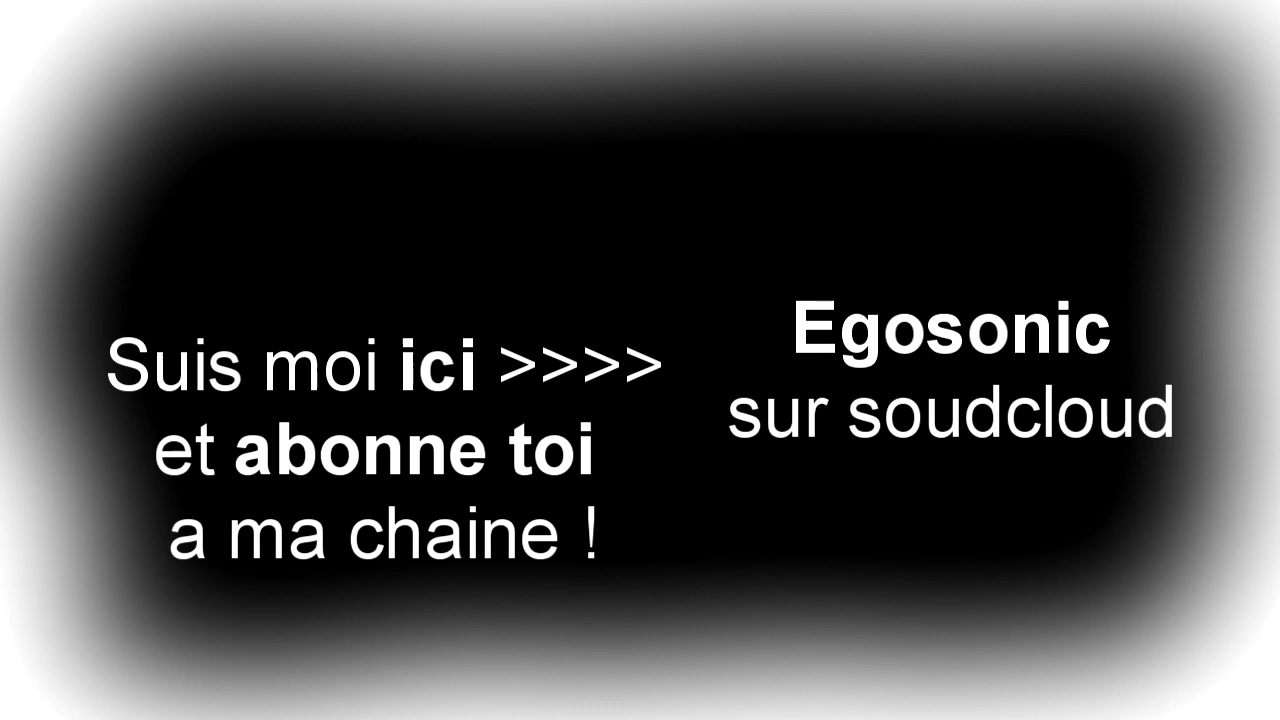 Suis moi ici >>>>
et abonne toi
a ma chaine !
Egosonic
sur soudcloud